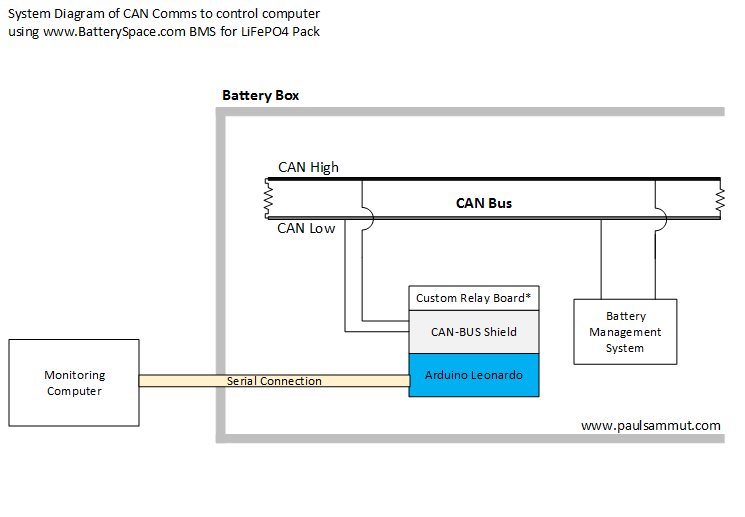 System Diagram of CAN Comms to control computer
using www.BatterySpace.com BMS for LiFePO4 Pack
Battery Box
CAN High
CAN Bus
CAN Low
Custom Relay Board*
CAN-BUS Shield
Arduino Leonardo
Battery
Management
System
Monitoring
Computer
Serial Connection
www.paulsammut.com